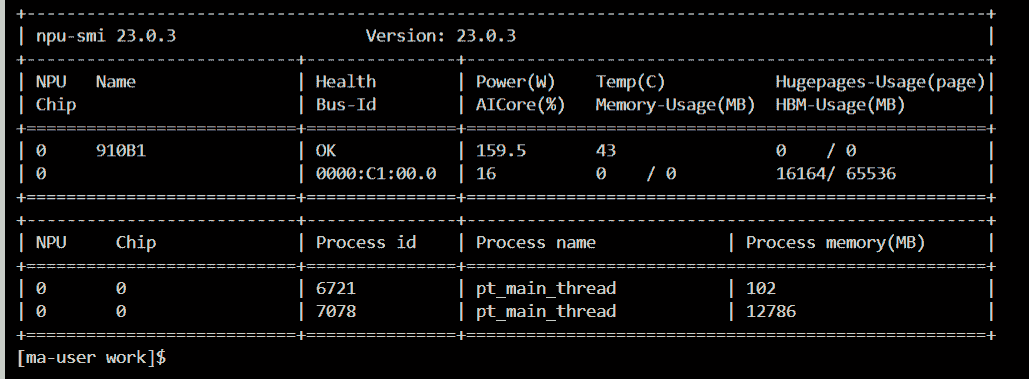 +-------------------------------------------------------------------------------------------+
| npu-smi 23.0.3                   Version: 23.0.3                                          |
+---------------------------+---------------+-----------------------------------------------+
| NPU   Name                | Health        | Power(W)    Temp(C)           Hugepages-Usage(page)|
| Chip                      | Bus-Id        | AICore(%)   Memory-Usage(MB)  HBM-Usage(MB)        |
+===========================+===============+===============================================+
| 0     910B1               | OK            | 159.5       43                0    / 0             |
| 0                         | 0000:C1:00.0  | 16          0    / 0          16164/ 65536         |
+===========================+===============+===============================================+
+---------------------------+---------------+-----------------------------------------------+
| NPU     Chip              | Process id    | Process name             | Process memory(MB)      |
+===========================+===============+===============================================+
| 0       0                 | 6721          | pt_main_thread           | 102                     |
| 0       0                 | 7078          | pt_main_thread           | 12786                   |
+===========================+===============+===============================================+
[ma-user work]$